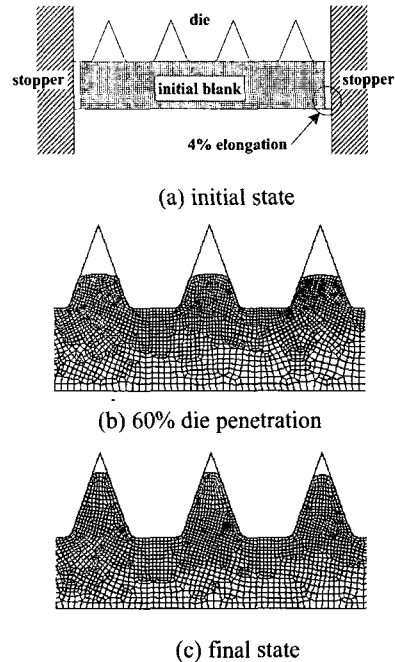 die
stopper
stopper
initial blank
4% elongation
(a) initial state
(b) 60% die penetration
(c) final state